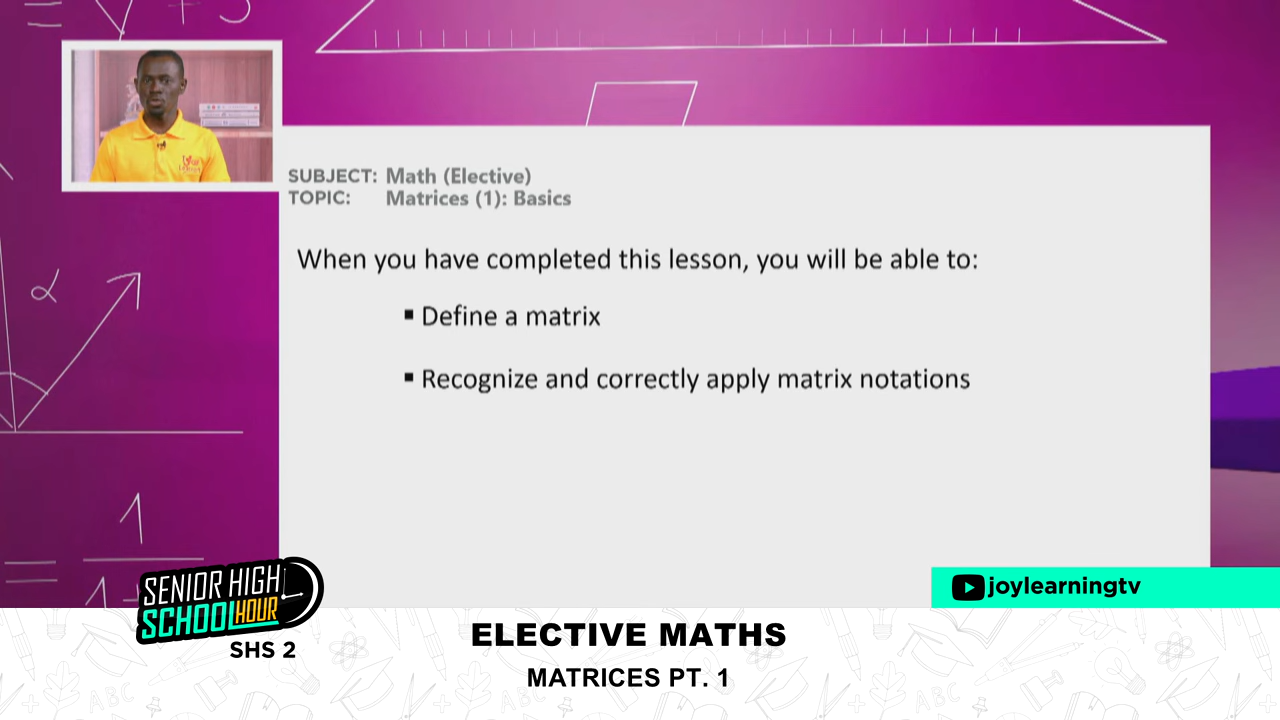 SUBJECT: Math (Elective)
TOPIC: Matrices (1): Basics
When you have completed this lesson, you will be able to:
▪ Define a matrix
▪ Recognize and correctly apply matrix notations
joylearningtv
SENIOR HIGH
SCHOOL HOUR
SHS 2
ELECTIVE MATHS
MATRICES PT. 1